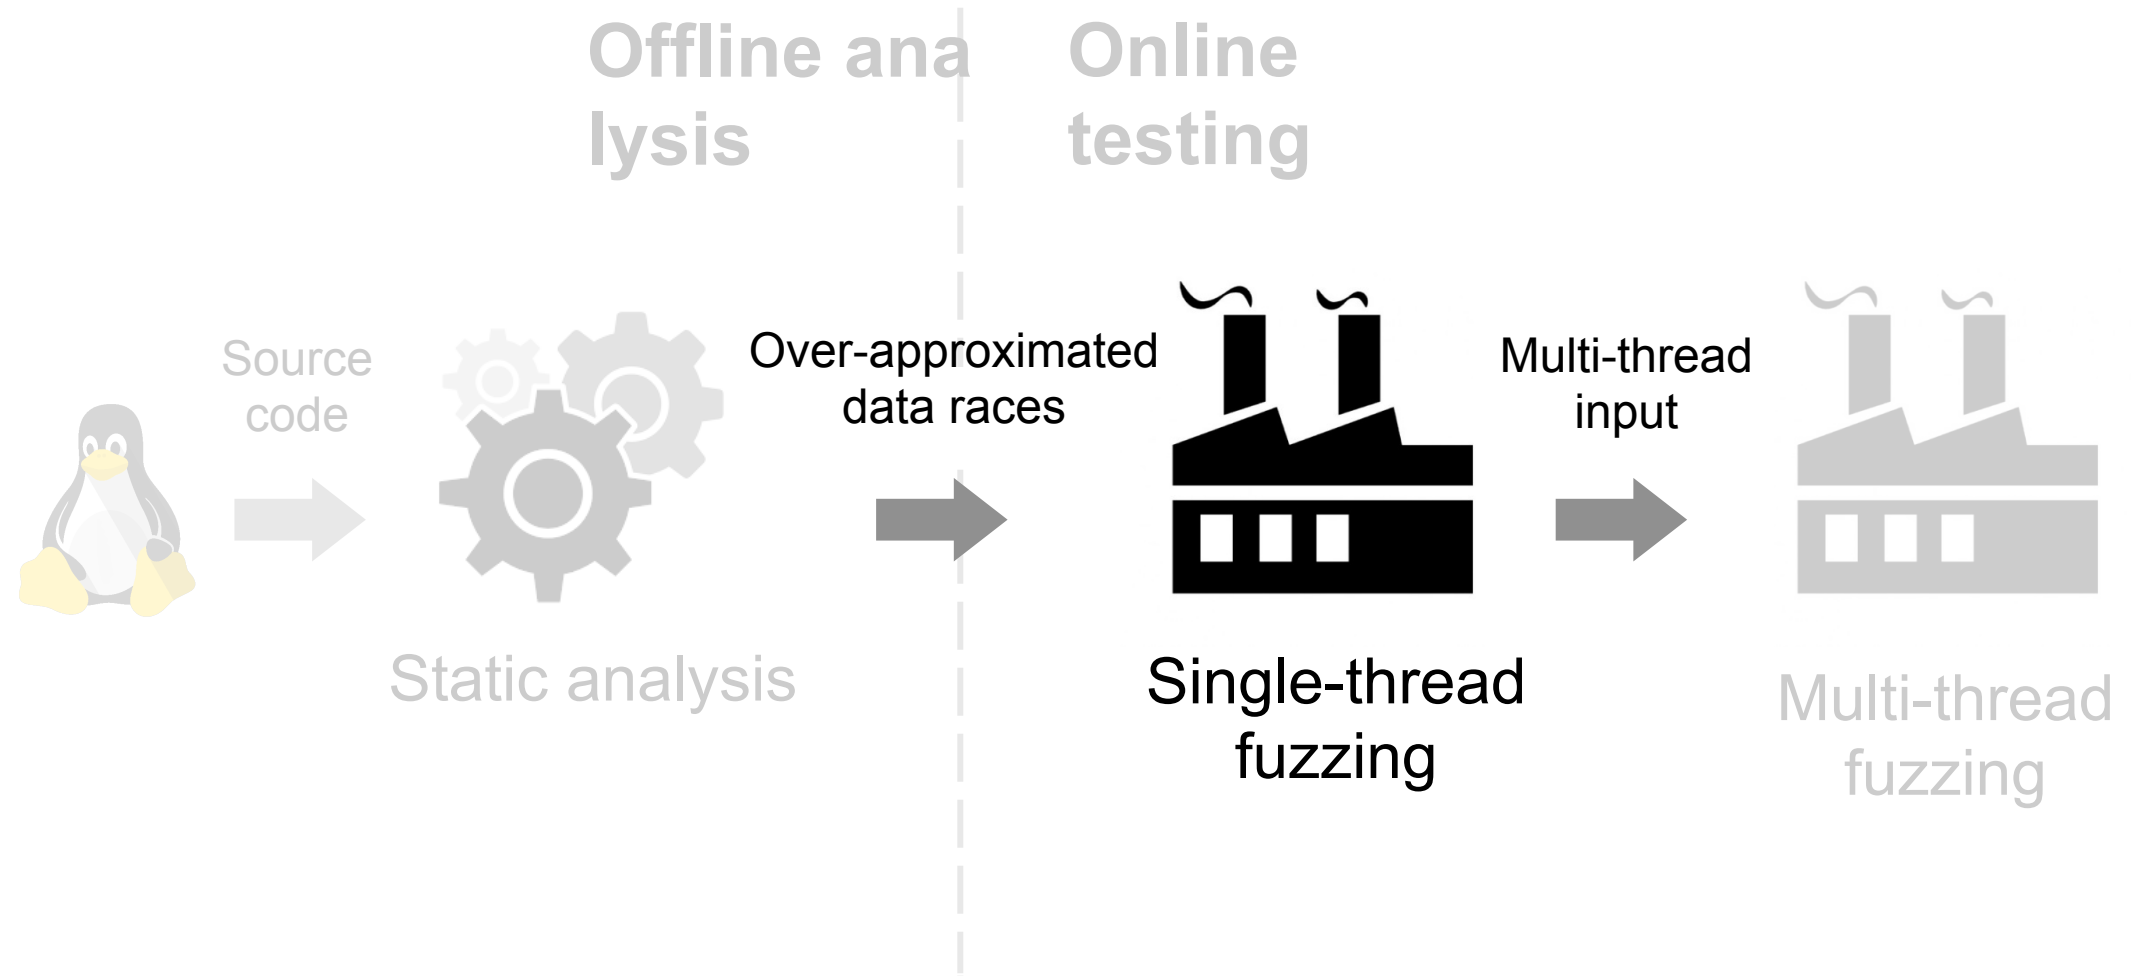 Offline ana
lysis
Online
testing
Source
code
Over-approximated
data races
Multi-thread
input
Static analysis
Single-thread
fuzzing
Multi-thread
fuzzing